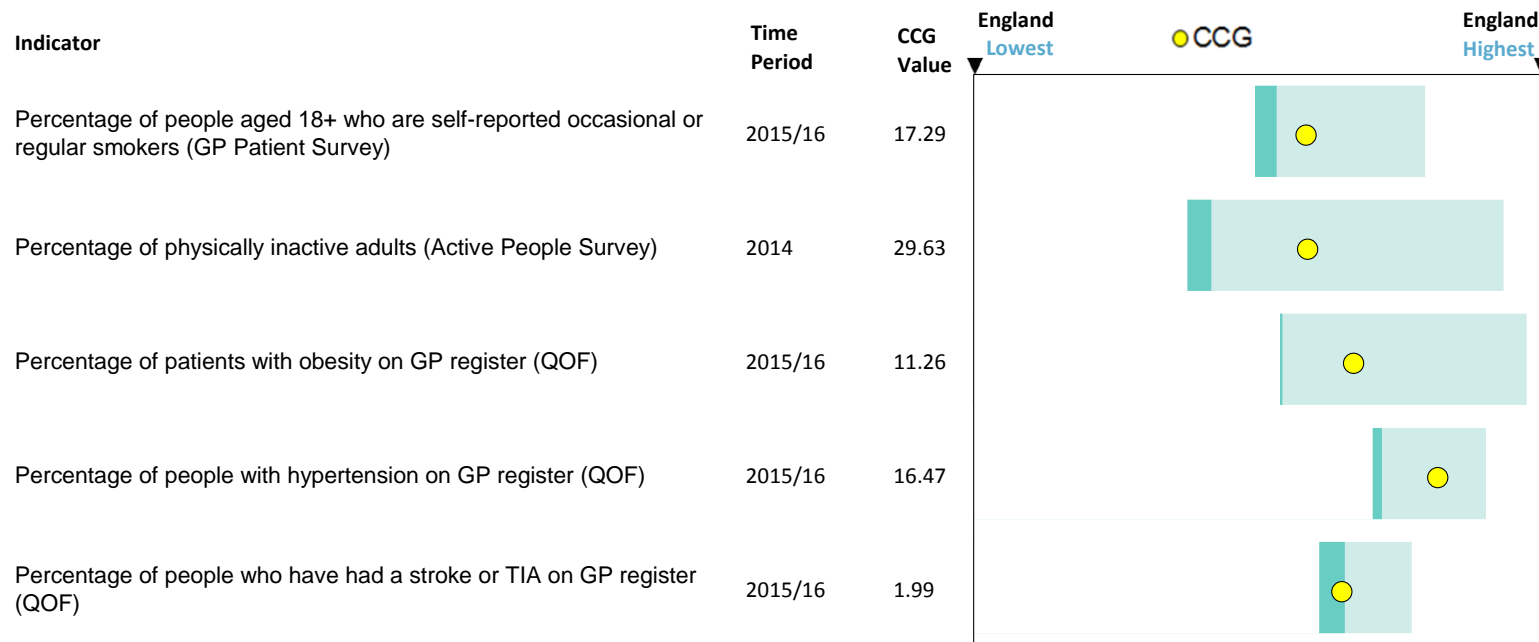 Indicator
Time
Period
CCG
Value
England
Lowest
CCG
England
Highest
Percentage of people aged 18+ who are self-reported occasional or
regular smokers (GP Patient Survey)
2015/16
17.29
Percentage of physically inactive adults (Active People Survey)
2014
29.63
Percentage of patients with obesity on GP register (QOF)
2015/16
11.26
Percentage of people with hypertension on GP register (QOF)
2015/16
16.47
Percentage of people who have had a stroke or TIA on GP register
(QOF)
2015/16
1.99